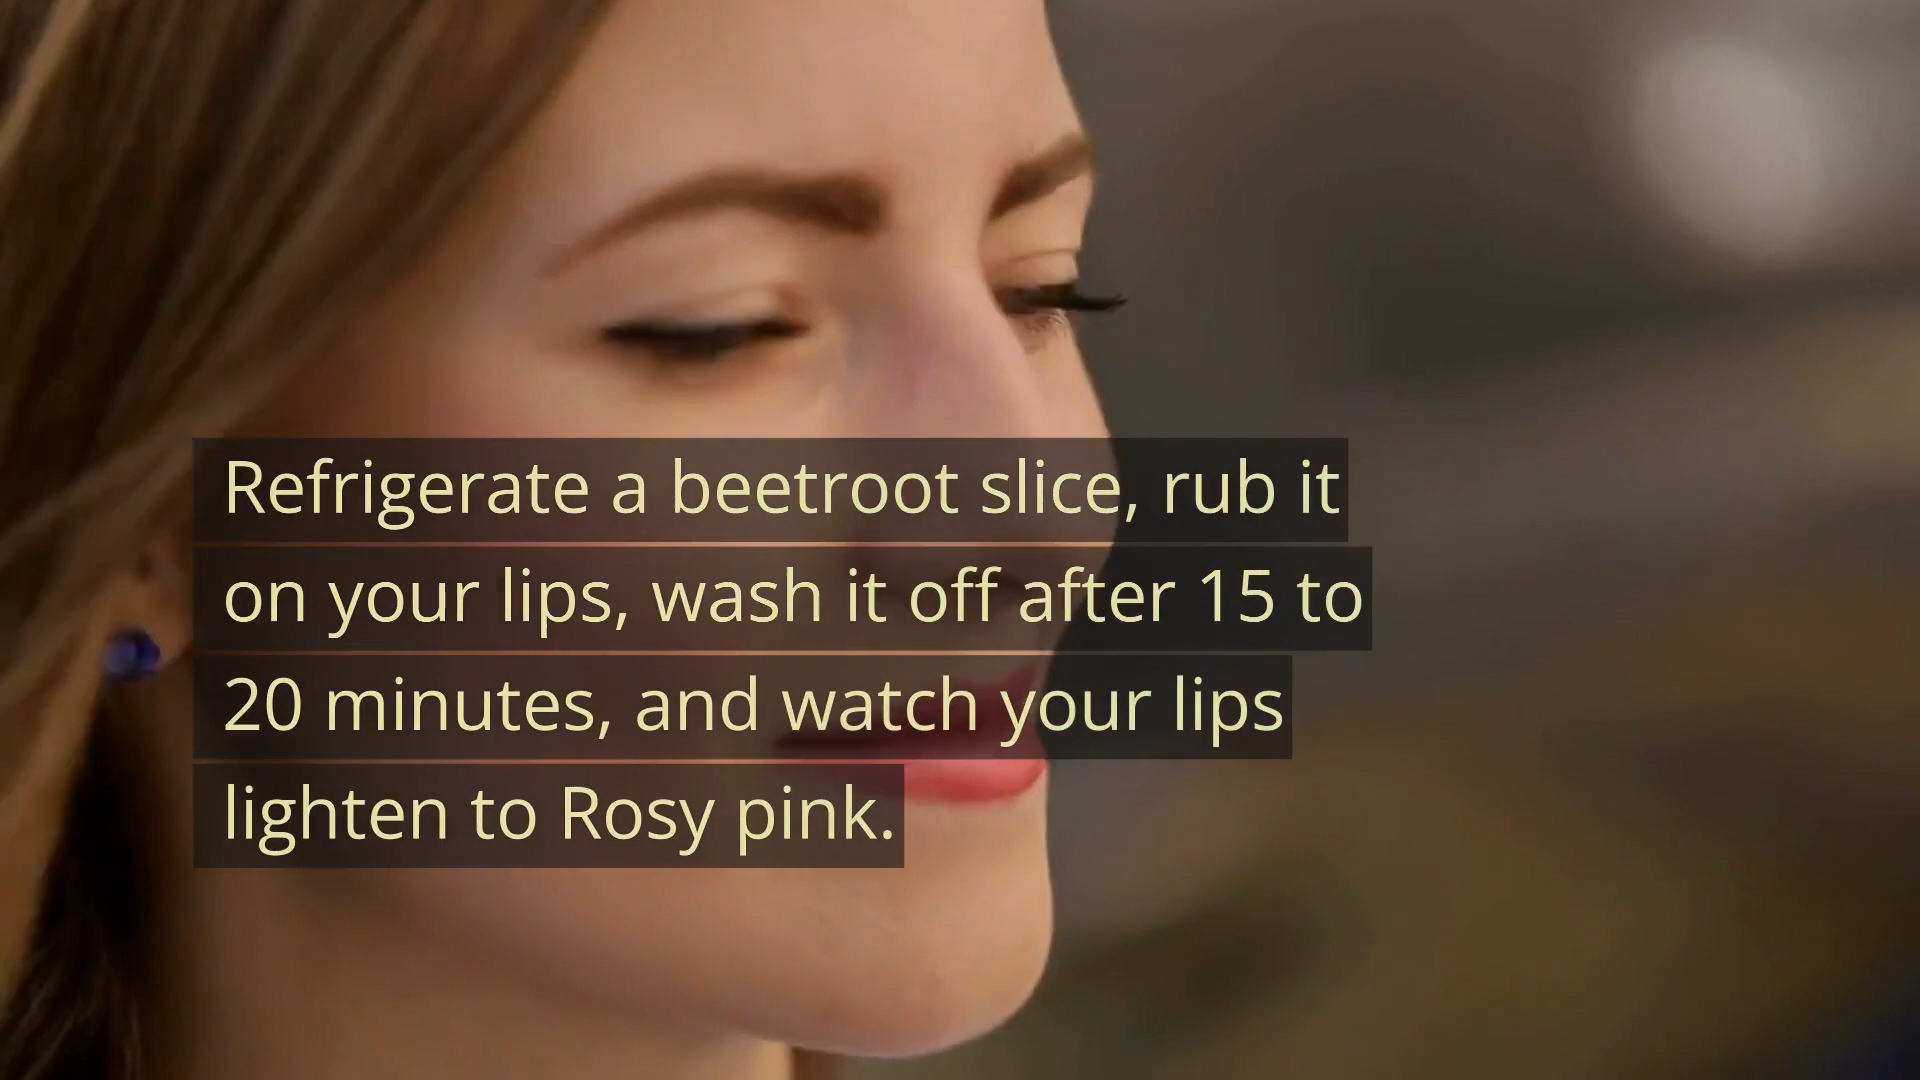 Refrigerate a beetroot slice, rub it
on your lips, wash it off after 15 to
20 minutes, and watch your lips
lighten to Rosy pink.